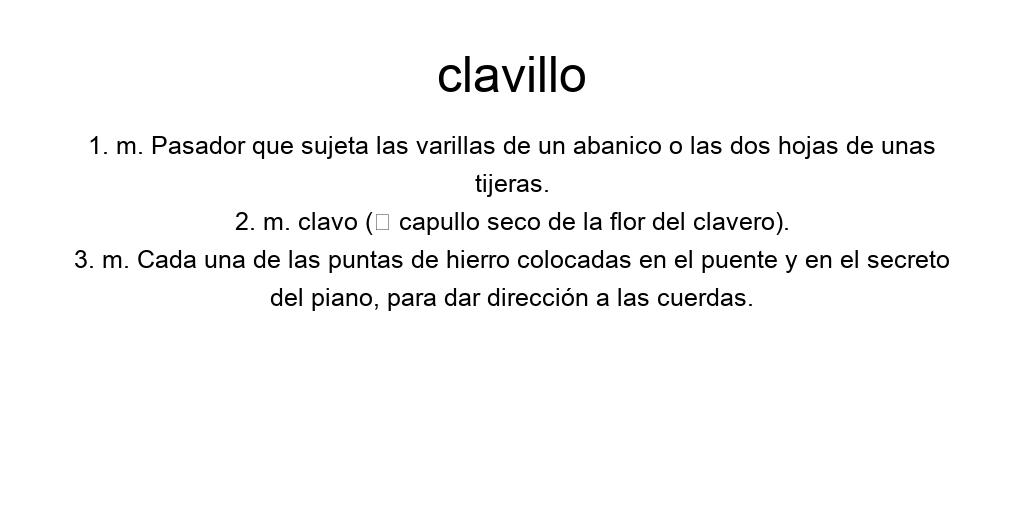 clavillo
1. m. Pasador que sujeta las varillas de un abanico o las dos hojas de unas
tijeras.
2. m. clavo (□ capullo seco de la flor del clavero).
3. m. Cada una de las puntas de hierro colocadas en el puente y en el secreto
del piano, para dar dirección a las cuerdas.